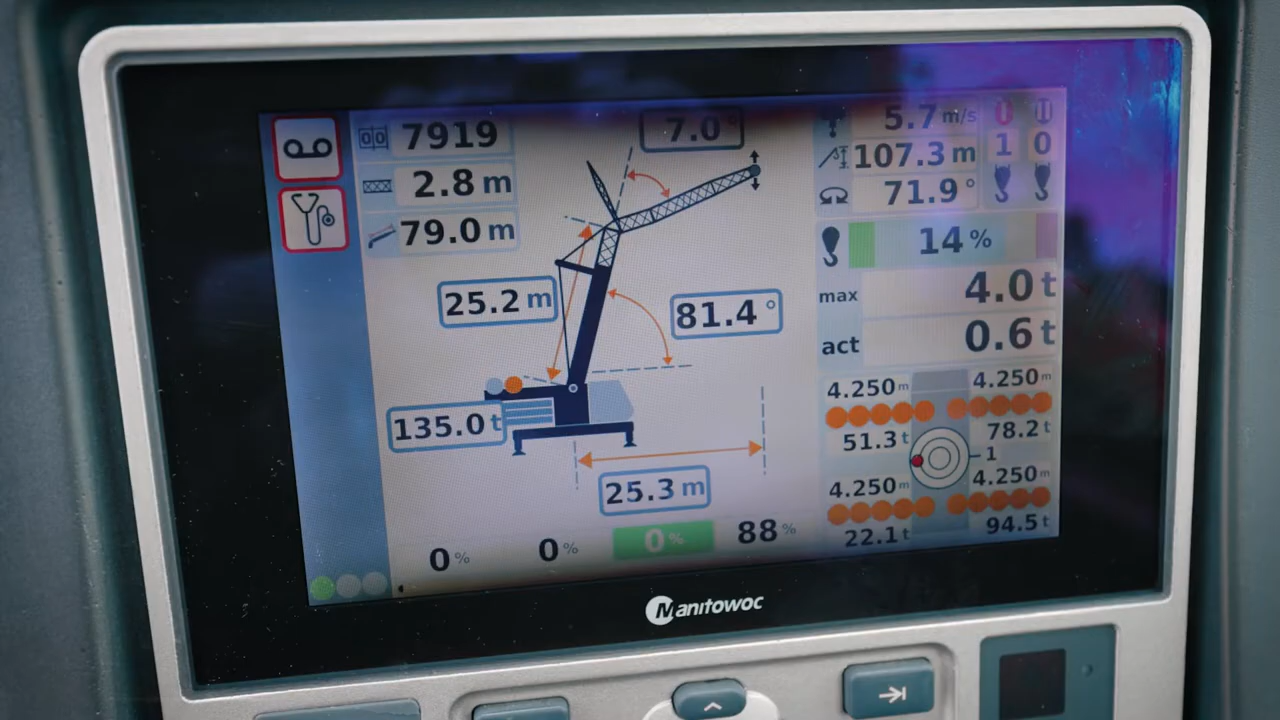 7919
2.8 m
79.0 m
7.0 °
25.2 m
81.4 °
135.0 t
25.3 m
0 %
0 %
0 %
88 %
5.7 m/s
107.3 m
71.9 °
0
1 0
14 %
max 4.0 t
act 0.6 t
4.250 m 4.250 m
51.3 t 78.2 t
1
4.250 m 4.250 m
22.1 t 94.5 t
Manitowoc